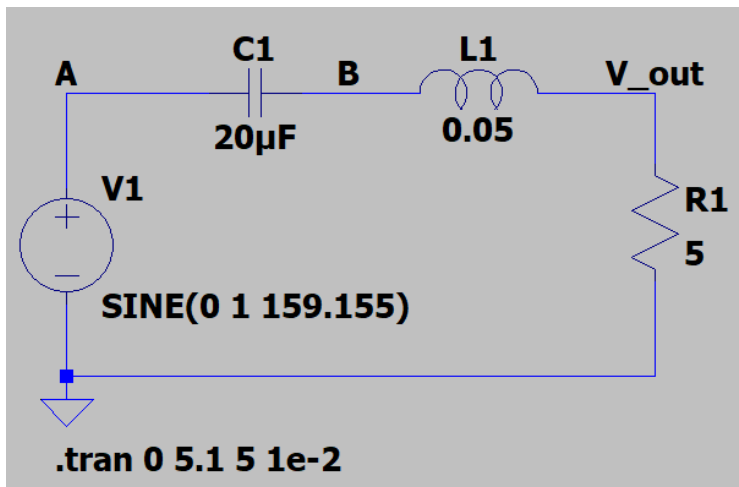 C1
L1
A
B
V_out
20µF
0.05
V1
R1
5
SINE(0 1 159.155)
.tran 0 5.1 5 1e-2